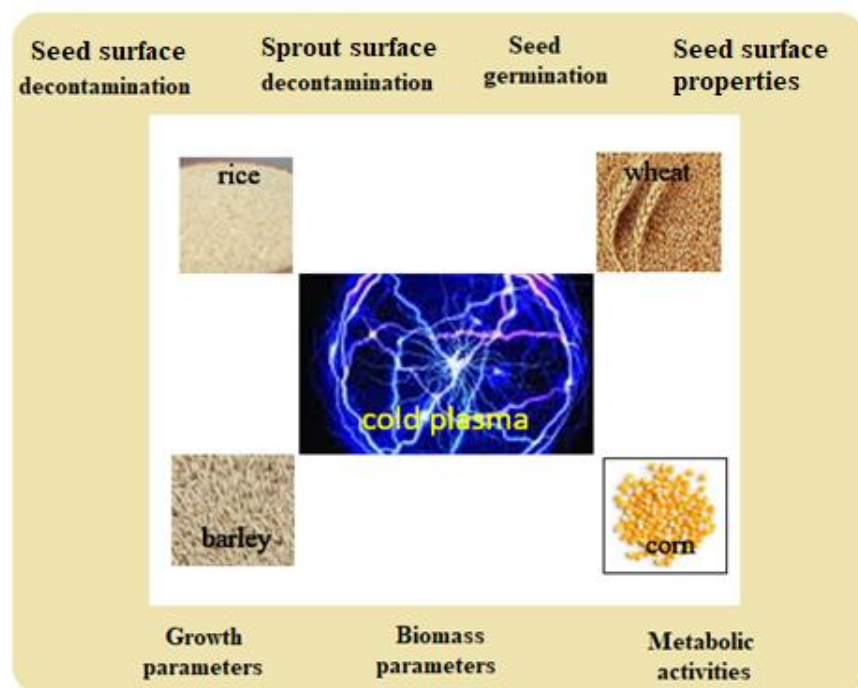 Seed surface
decontamination
Sprout surface
decontamination
Seed
germination
Seed surface
properties
rice
wheat
cold plasma
barley
corn
Growth
parameters
Biomass
parameters
Metabolic
activities